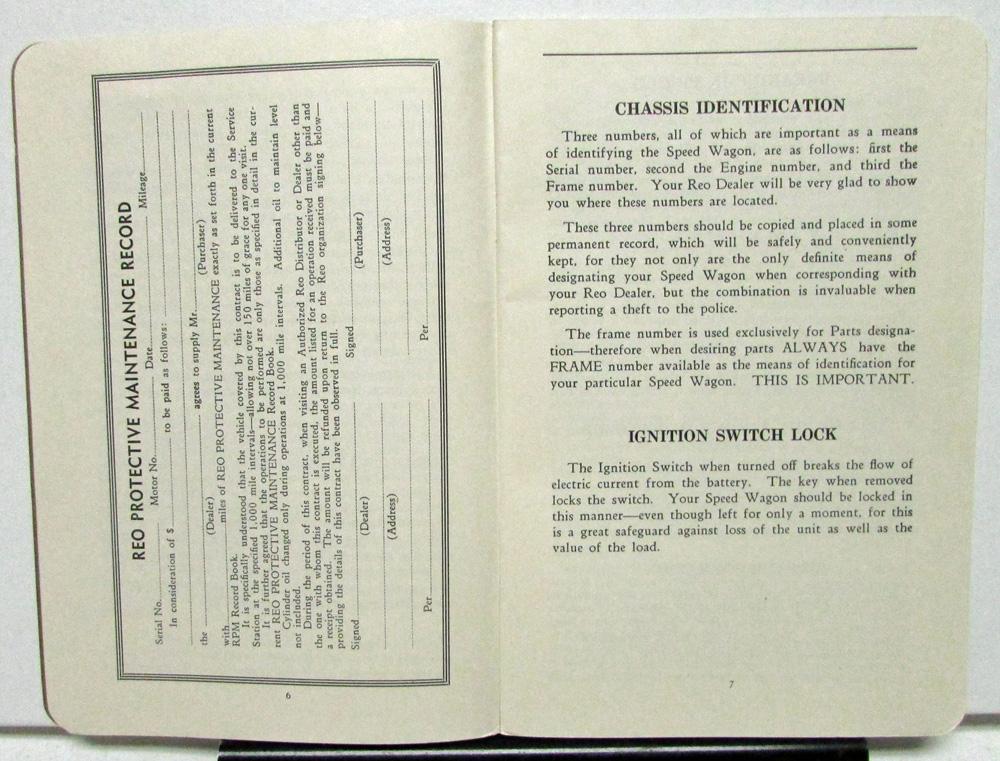 REO PROTECTIVE MAINTENANCE RECORD
Serial No. Motor No. Date Mileage
In consideration of $ to be paid as follows:
the agrees to supply Mr.
(Dealer) (Purchaser)
with miles of REO PROTECTIVE MAINTENANCE exactly as set forth in the current
RPM Record Book.
It is specifically understood that the vehicle covered by this contract is to be delivered to the Service
Station at the specified 1,000 mile intervals—allowing not over 150 miles of grace for any one visit.
It is further agreed that the operations to be performed are only those as specified in detail in the cur-
rent REO PROTECTIVE MAINTENANCE Record Book.
Cylinder oil changed only during operations at 1,000 mile intervals. Additional oil to maintain level
not included.
During the period of this contract, when visiting an Authorized Reo Distributor or Dealer other than
the one with whom this contract is executed, the amount listed for an operation received must be paid and
a receipt obtained. The amount will be refunded upon return to the Reo organization signing below—
providing the details of this contract have been observed in full.
Signed Signed
(Dealer) (Purchaser)
(Address) (Address)
Per Per
6
CHASSIS IDENTIFICATION
Three numbers, all of which are important as a means
of identifying the Speed Wagon, are as follows: first the
Serial number, second the Engine number, and third the
Frame number. Your Reo Dealer will be very glad to show
you where these numbers are located.
These three numbers should be copied and placed in some
permanent record, which will be safely and conveniently
kept, for they not only are the only definite means of
designating your Speed Wagon when corresponding with
your Reo Dealer, but the combination is invaluable when
reporting a theft to the police.
The frame number is used exclusively for Parts designa-
tion—therefore when desiring parts ALWAYS have the
FRAME number available as the means of identification for
your particular Speed Wagon. THIS IS IMPORTANT.
IGNITION SWITCH LOCK
The Ignition Switch when turned off breaks the flow of
electric current from the battery. The key when removed
locks the switch. Your Speed Wagon should be locked in
this manner—even though left for only a moment, for this
is a great safeguard against loss of the unit as well as the
value of the load.
7